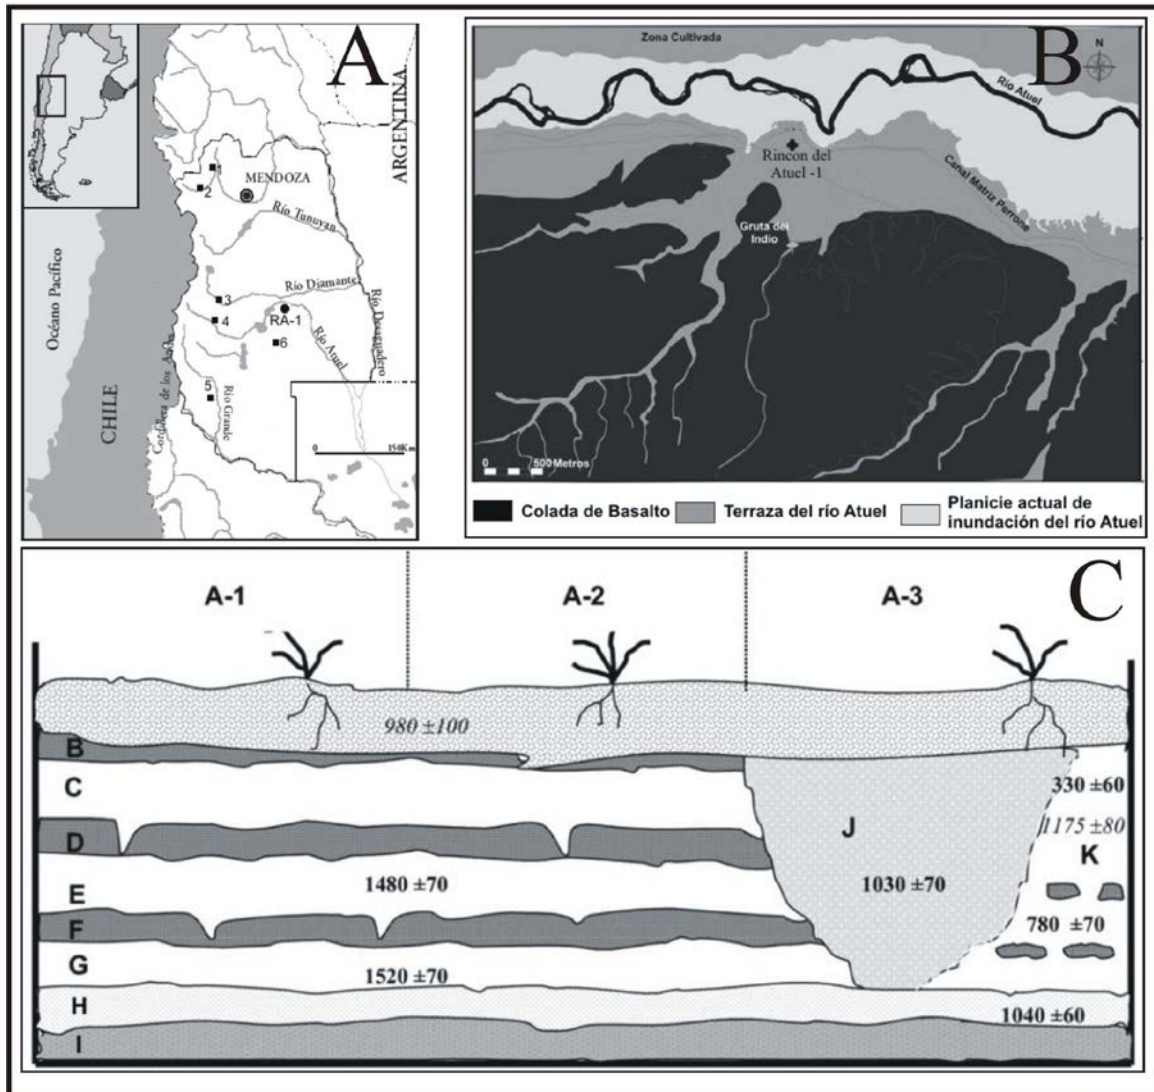 A
ARGENTINA
1
MENDOZA
2
Río Tunuyan
Océano Pacífico
Río Diamante
3
4
RA-1
Río Desaguadero
6
Río Atuel
CHILE
Cordillera de los Andes
5
Río Grande
0 150Km
B
Zona Cultivada
N
Río Atuel
Rincon del
Atuel -1
Canal Matriz Perrone
Gruta del
Indio
0 500 Metros
Colada de Basalto
Terraza del río Atuel
Planicie actual de
inundación del río Atuel
C
A-1 A-2 A-3
980 ±100
B
C
330 ±60
1175 ±80
D
J
K
E
1480 ±70
1030 ±70
F
780 ±70
G
1520 ±70
H
1040 ±60
I